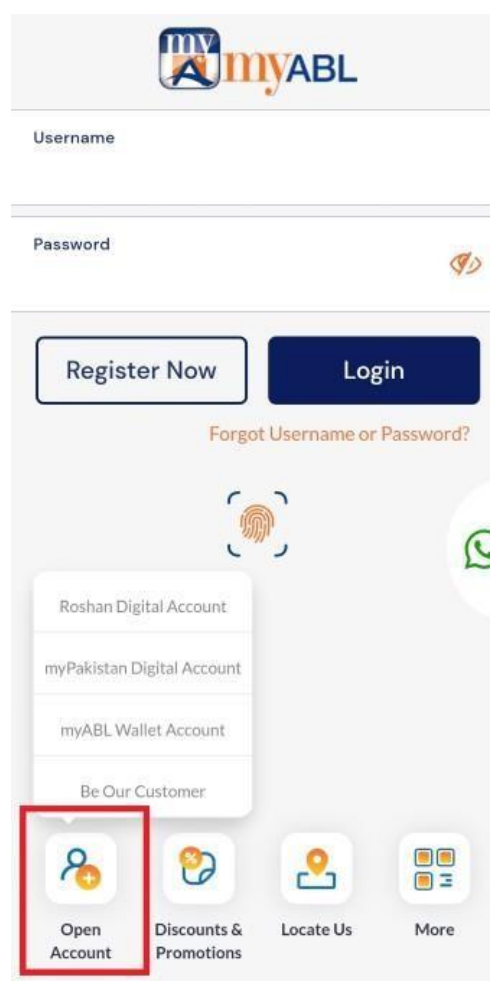 my
myABL
Username
Password
Register Now
Login
Forgot Username or Password?
Roshan Digital Account
myPakistan Digital Account
myABL Wallet Account
Be Our Customer
Open
Account
Discounts &
Promotions
Locate Us
More